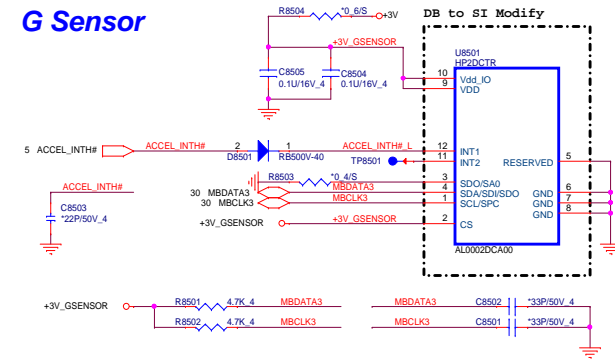 G Sensor
DB to SI Modify
R8504 *0_6/S +3V
+3V_GSENSOR
U8501
HP2DCTR
C8505
0.1U/16V_4
C8504
0.1U/16V_4
10 Vdd_IO
9 VDD
5 ACCEL_INTH# ACCEL_INTH# 2 1 ACCEL_INTH#_L 12 INT1
D8501 RB500V-40 TP8501 11 INT2
RESERVED 5
R8503 *0_4/S 3 SDO/SA0
30 MBDATA3 MBDATA3 4 SDA/SDI/SDO GND 6
30 MBCLK3 MBCLK3 1 SCL/SPC GND 7
GND 8
ACCEL_INTH#
C8503
*22P/50V_4
+3V_GSENSOR +3V_GSENSOR 2 CS
AL0002DCA00
+3V_GSENSOR R8501 4.7K_4 MBDATA3 MBDATA3 C8502 *33P/50V_4
R8502 4.7K_4 MBCLK3 MBCLK3 C8501 *33P/50V_4